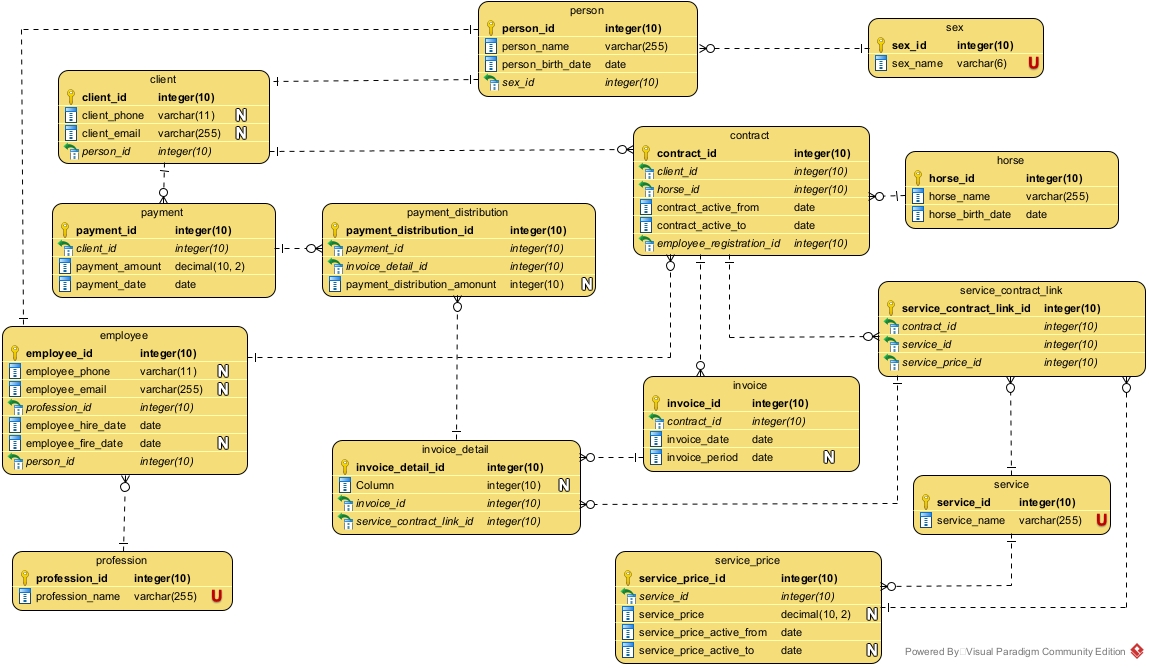 person
person_id integer(10)
person_name varchar(255)
person_birth_date date
sex_id integer(10)
sex
sex_id integer(10)
sex_name varchar(6) U
client
client_id integer(10)
client_phone varchar(11) N
client_email varchar(255) N
person_id integer(10)
contract
contract_id integer(10)
client_id integer(10)
horse_id integer(10)
contract_active_from date
contract_active_to date
employee_registration_id integer(10)
horse
horse_id integer(10)
horse_name varchar(255)
horse_birth_date date
payment
payment_id integer(10)
client_id integer(10)
payment_amount decimal(10, 2)
payment_date date
payment_distribution
payment_distribution_id integer(10)
payment_id integer(10)
invoice_detail_id integer(10)
payment_distribution_amonunt integer(10) N
service_contract_link
service_contract_link_id integer(10)
contract_id integer(10)
service_id integer(10)
service_price_id integer(10)
employee
employee_id integer(10)
employee_phone varchar(11) N
employee_email varchar(255) N
profession_id integer(10)
employee_hire_date date
employee_fire_date date N
person_id integer(10)
invoice
invoice_id integer(10)
contract_id integer(10)
invoice_date date
invoice_period date N
invoice_detail
invoice_detail_id integer(10)
Column integer(10) N
invoice_id integer(10)
service_contract_link_id integer(10)
service
service_id integer(10)
service_name varchar(255) U
profession
profession_id integer(10)
profession_name varchar(255) U
service_price
service_price_id integer(10)
service_id integer(10)
service_price decimal(10, 2) N
service_price_active_from date
service_price_active_to date N
Powered By Visual Paradigm Community Edition